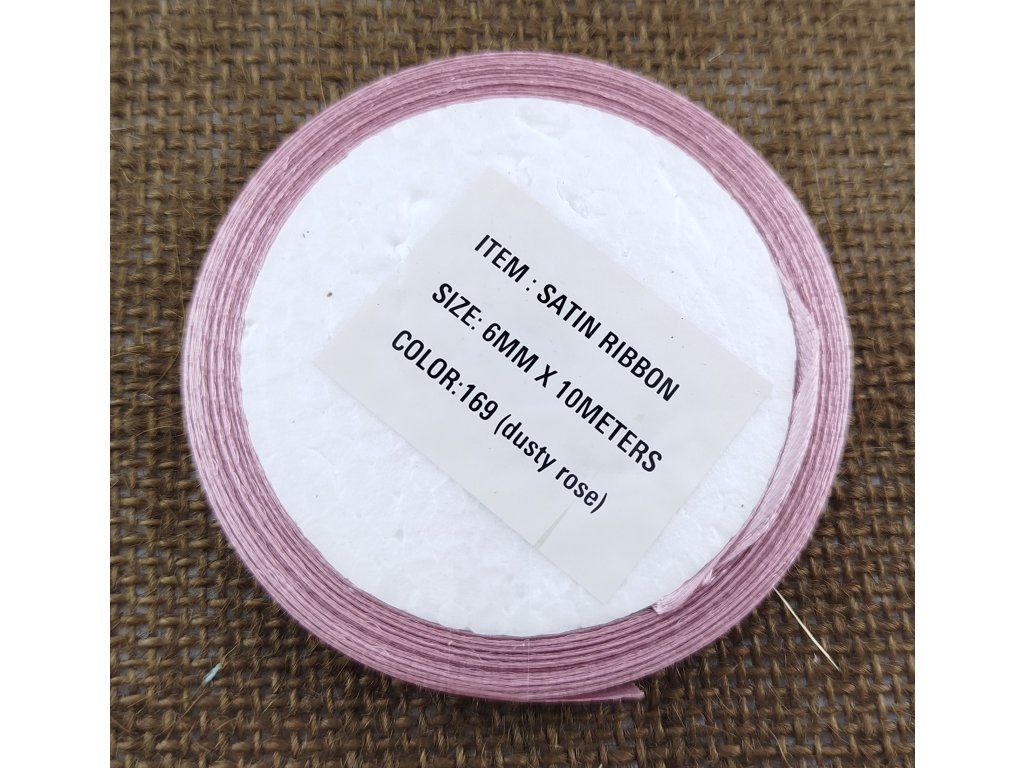 ITEM : SATIN RIBBON
SIZE: 6MM X 10METERS
COLOR:169 (dusty rose)